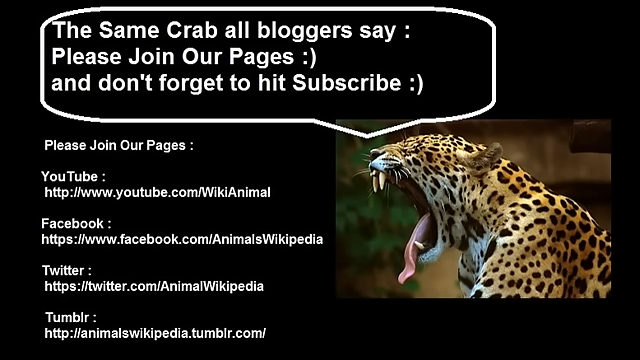 The Same Crab all bloggers say :
Please Join Our Pages :)
and don't forget to hit Subscribe :)
Please Join Our Pages :
YouTube :
http://www.youtube.com/WikiAnimal
Facebook :
https://www.facebook.com/AnimalsWikipedia
Twitter :
https://twitter.com/AnimalWikipedia
Tumblr :
http://animalswikipedia.tumblr.com/